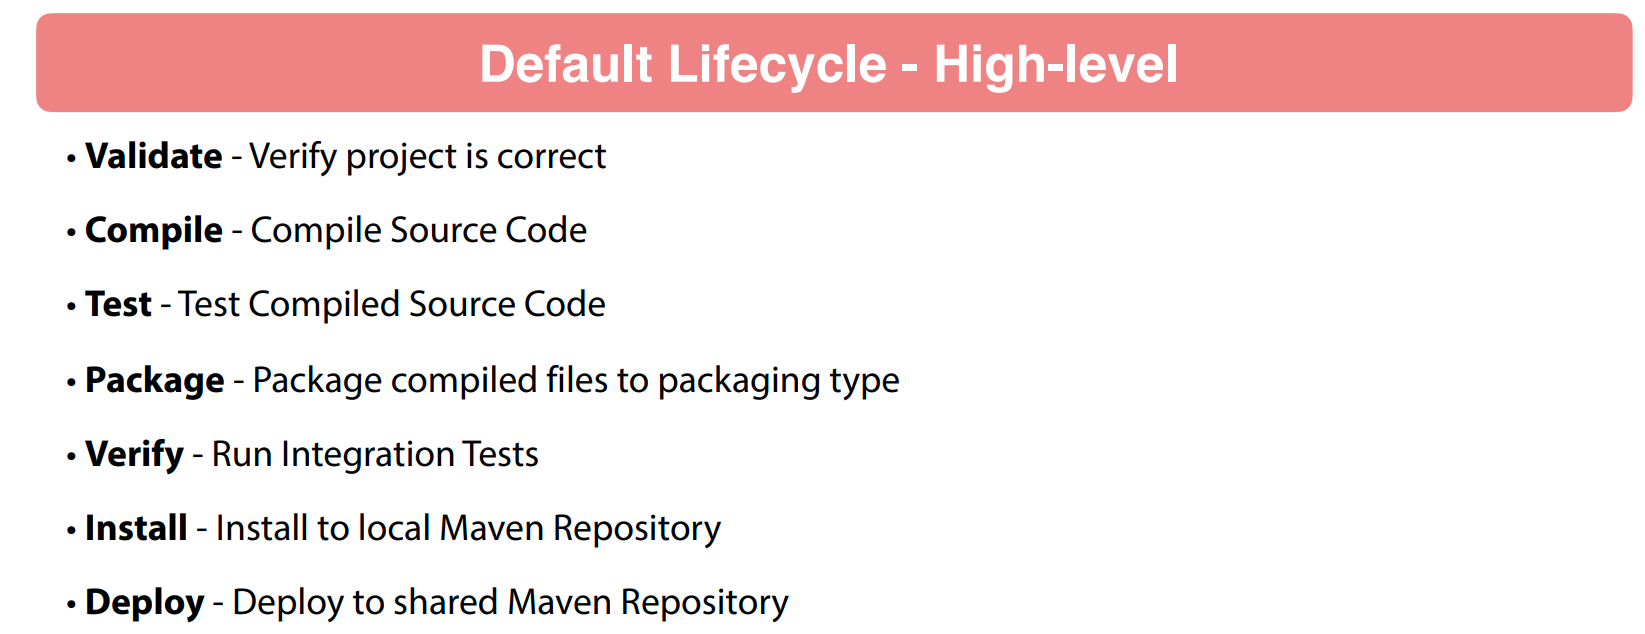 Default Lifecycle - High-level
• Validate - Verify project is correct
• Compile - Compile Source Code
• Test - Test Compiled Source Code
• Package - Package compiled files to packaging type
• Verify - Run Integration Tests
• Install - Install to local Maven Repository
• Deploy - Deploy to shared Maven Repository